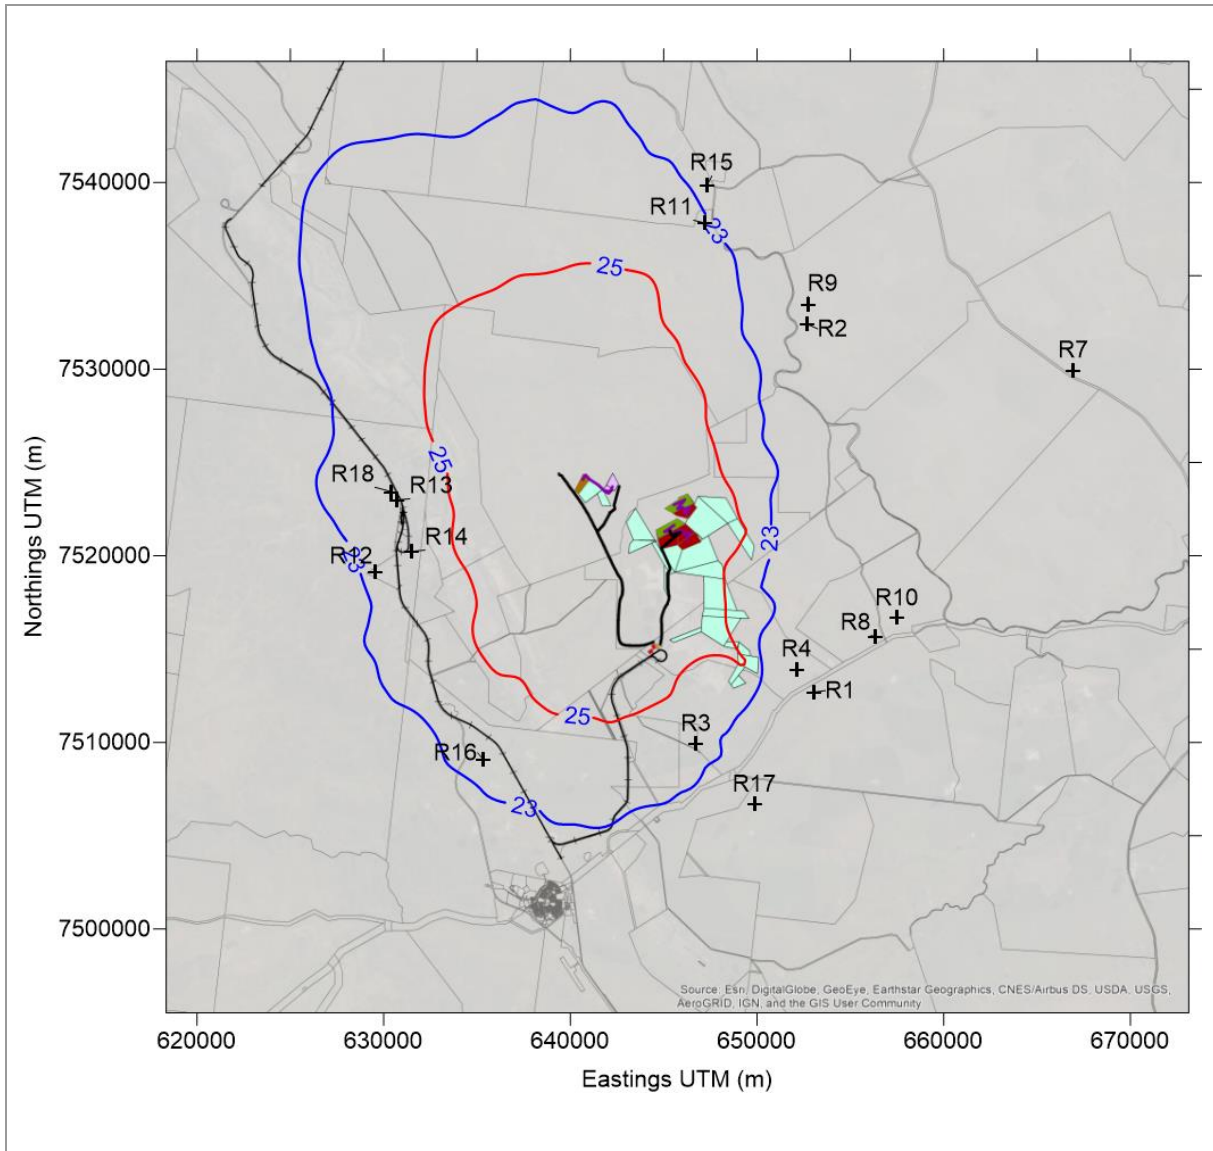 R15
7540000
R11
23
25
R9
R2
R7
7530000
25
R18
R13
R14
23
7520000
R12
23
R10
R8
R4
R1
R3
7510000
R16
25
R17
23
7500000
Northings UTM (m)
Source: Esri, DigitalGlobe, GeoEye, Earthstar Geographics, CNES/Airbus DS, USDA, USGS,
AeroGRID, IGN, and the GIS User Community
620000 630000 640000 650000 660000 670000
Eastings UTM (m)